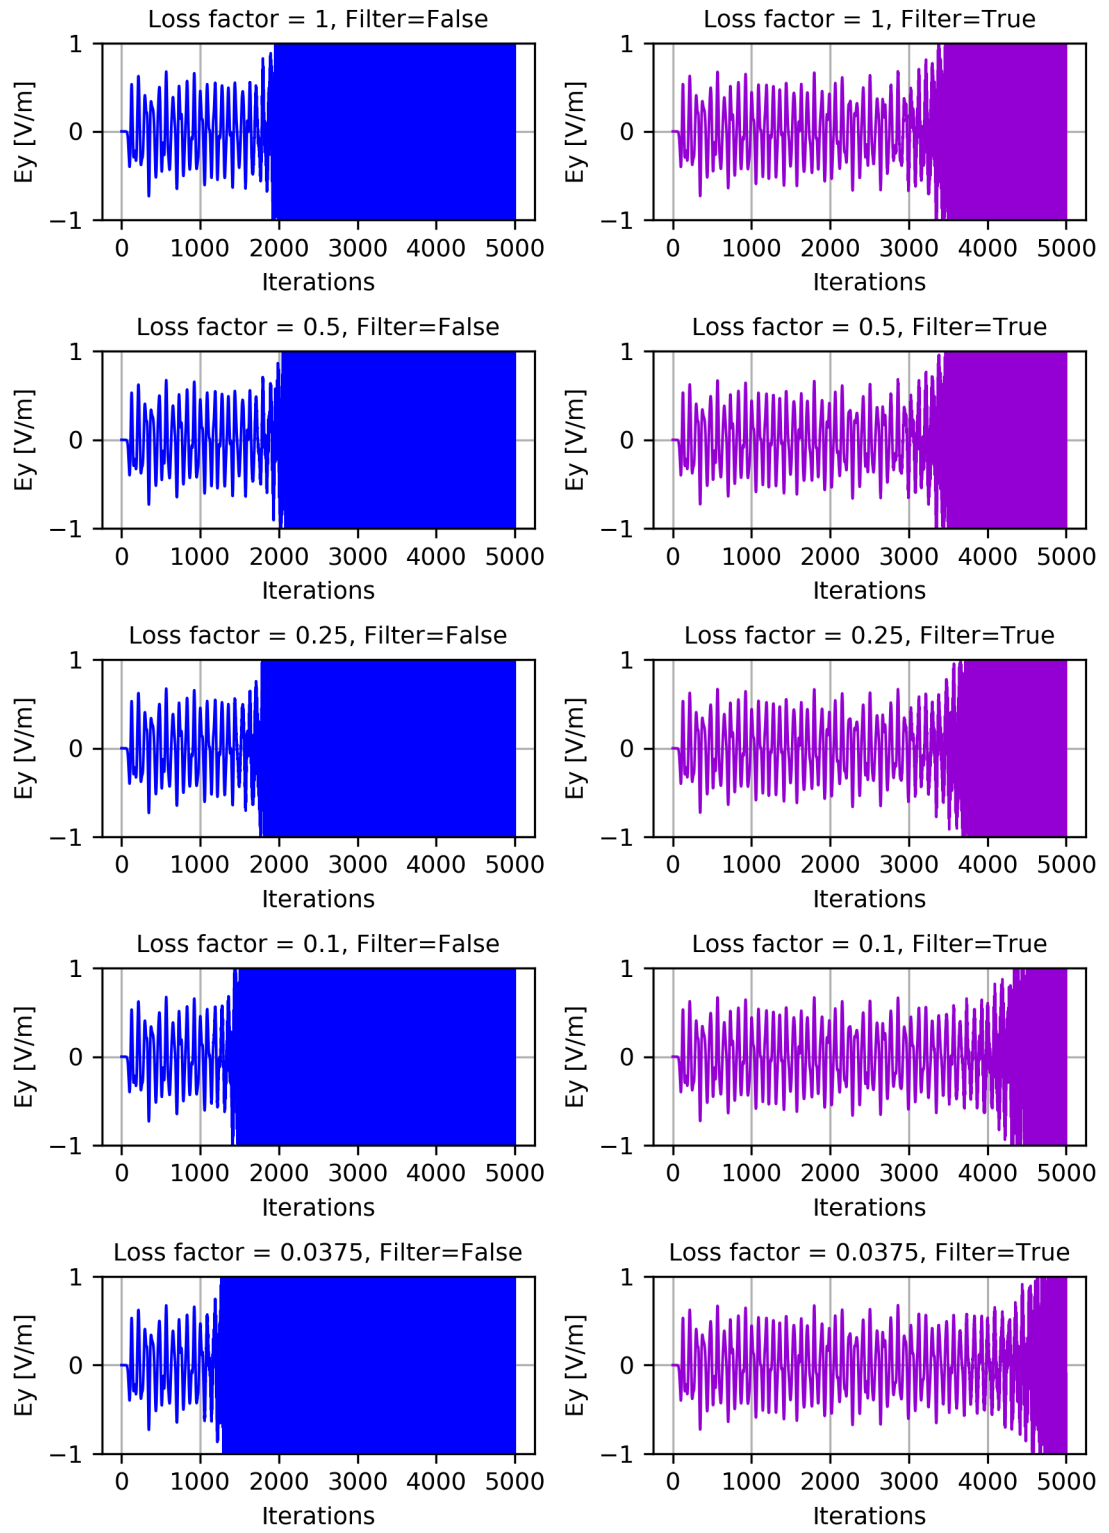 Loss factor = 1, Filter=False
Ey [V/m]
1
0
−1
0 1000 2000 3000 4000 5000
Iterations
Loss factor = 1, Filter=True
Ey [V/m]
1
0
−1
0 1000 2000 3000 4000 5000
Iterations
Loss factor = 0.5, Filter=False
Ey [V/m]
1
0
−1
0 1000 2000 3000 4000 5000
Iterations
Loss factor = 0.5, Filter=True
Ey [V/m]
1
0
−1
0 1000 2000 3000 4000 5000
Iterations
Loss factor = 0.25, Filter=False
Ey [V/m]
1
0
−1
0 1000 2000 3000 4000 5000
Iterations
Loss factor = 0.25, Filter=True
Ey [V/m]
1
0
−1
0 1000 2000 3000 4000 5000
Iterations
Loss factor = 0.1, Filter=False
Ey [V/m]
1
0
−1
0 1000 2000 3000 4000 5000
Iterations
Loss factor = 0.1, Filter=True
Ey [V/m]
1
0
−1
0 1000 2000 3000 4000 5000
Iterations
Loss factor = 0.0375, Filter=False
Ey [V/m]
1
0
−1
0 1000 2000 3000 4000 5000
Iterations
Loss factor = 0.0375, Filter=True
Ey [V/m]
1
0
−1
0 1000 2000 3000 4000 5000
Iterations